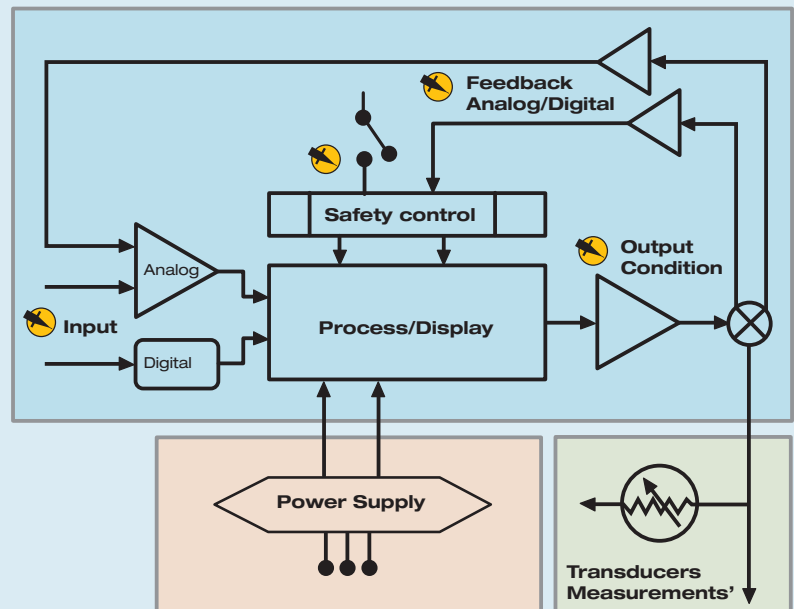 Feedback
Analog/Digital
Safety control
Output
Condition
Analog
Input
Process/Display
Digital
Power Supply
Transducers
Measurements'